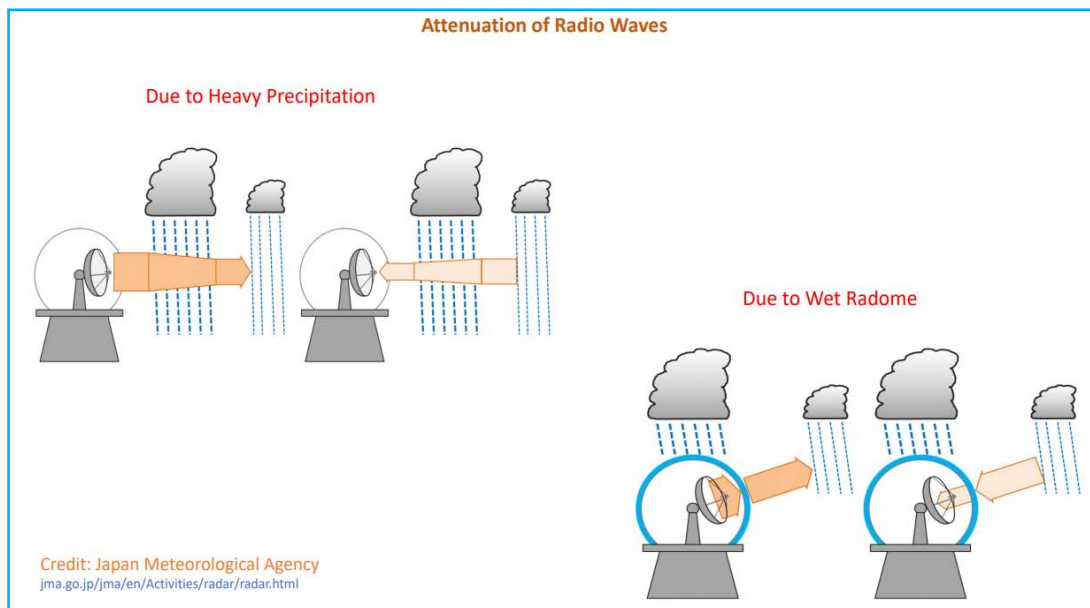 Attenuation of Radio Waves
Due to Heavy Precipitation
Due to Wet Radome
Credit: Japan Meteorological Agency
jma.go.jp/jma/en/Activities/radar/radar.html